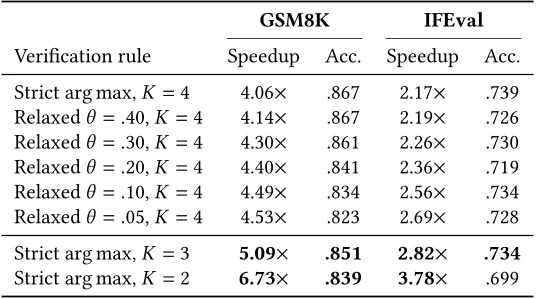 GSM8K IFEval
Verification rule Speedup Acc. Speedup Acc.
Strict arg max, K = 4 4.06× .867 2.17× .739
Relaxed θ = .40, K = 4 4.14× .867 2.19× .726
Relaxed θ = .30, K = 4 4.30× .861 2.26× .730
Relaxed θ = .20, K = 4 4.40× .841 2.36× .719
Relaxed θ = .10, K = 4 4.49× .834 2.56× .734
Relaxed θ = .05, K = 4 4.53× .823 2.69× .728
Strict arg max, K = 3 5.09× .851 2.82× .734
Strict arg max, K = 2 6.73× .839 3.78× .699